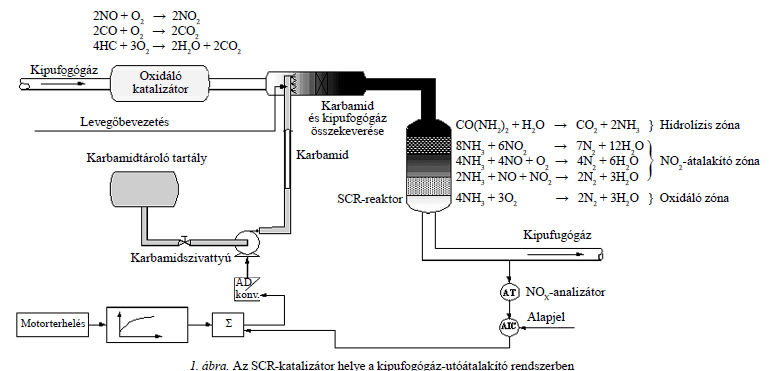 2NO + O₂ → 2NO₂
2CO + O₂ → 2CO₂
4HC + 3O₂ → 2H₂O + 2CO₂
Kipufogógáz
Oxidáló
katalizátor
Levegőbevezetés
Karbamid
és kipufogógáz
összekeverése
Karbamid
Karbamidtároló tartály
Karbamidszivattyú
SCR-reaktor
CO(NH₂)₂ + H₂O → CO₂ + 2NH₃ } Hidrolízis zóna
8NH₃ + 6NO₂ → 7N₂ + 12H₂O
4NH₃ + 4NO + O₂ → 4N₂ + 6H₂O } NO₂-átalakító zóna
2NH₃ + NO + NO₂ → 2N₂ + 3H₂O
4NH₃ + 3O₂ → 2N₂ + 3H₂O } Oxidáló zóna
Kipufugógáz
AT NOₓ-analizátor
AIC Alapjel
AD
konv.
Motorterhelés
Σ
1. ábra. Az SCR-katalizátor helye a kipufogógáz-utóátalakító rendszerben